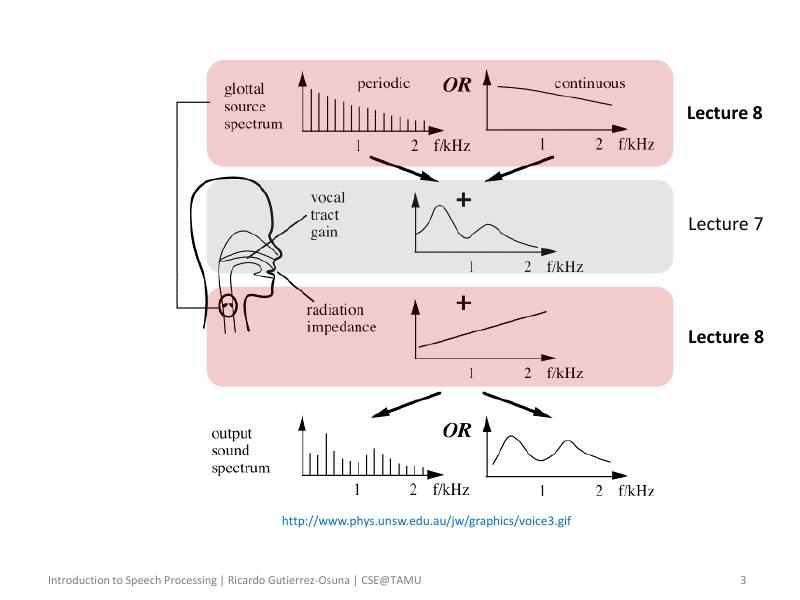 glottal
source
spectrum
periodic
OR
continuous
1 2 f/kHz
1 2 f/kHz
Lecture 8
vocal
tract
gain
+
1 2 f/kHz
Lecture 7
radiation
impedance
+
1 2 f/kHz
Lecture 8
output
sound
spectrum
OR
1 2 f/kHz
1 2 f/kHz
http://www.phys.unsw.edu.au/jw/graphics/voice3.gif
Introduction to Speech Processing | Ricardo Gutierrez-Osuna | CSE@TAMU
3